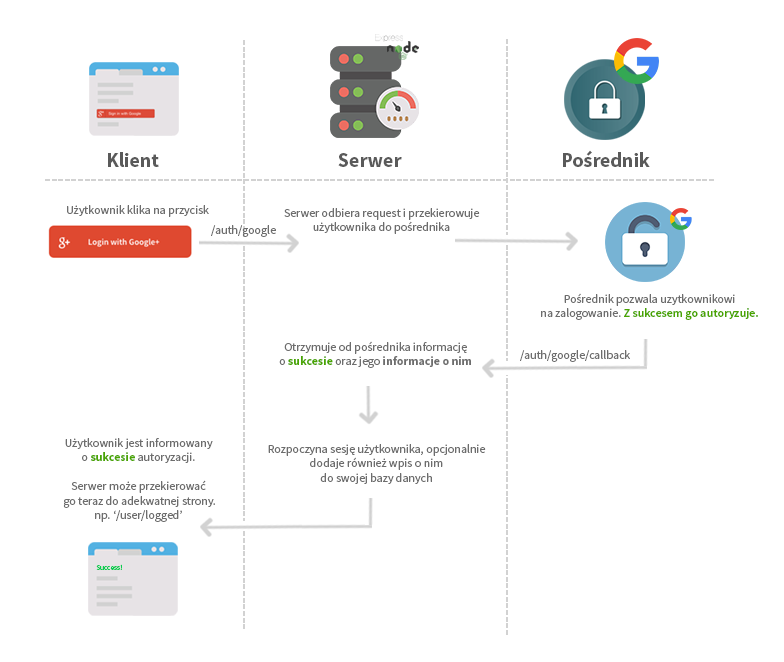 Express
node
Sign in with Google
Klient
Serwer
Pośrednik
Użytkownik klika na przycisk
g+ Login with Google+
/auth/google
Serwer odbiera request i przekierowuje
użytkownika do pośrednika
Pośrednik pozwala uzytkownikowi
na zalogowanie. Z sukcesem go autoryzuje.
/auth/google/callback
Otrzymuje od pośrednika informację
o sukcesie oraz jego informacje o nim
Rozpoczyna sesję użytkownika, opcjonalnie
dodaje również wpis o nim
do swojej bazy danych
Użytkownik jest informowany
o sukcesie autoryzacji.
Serwer może przekierować
go teraz do adekwatnej strony.
np. ‘/user/logged’
Success!